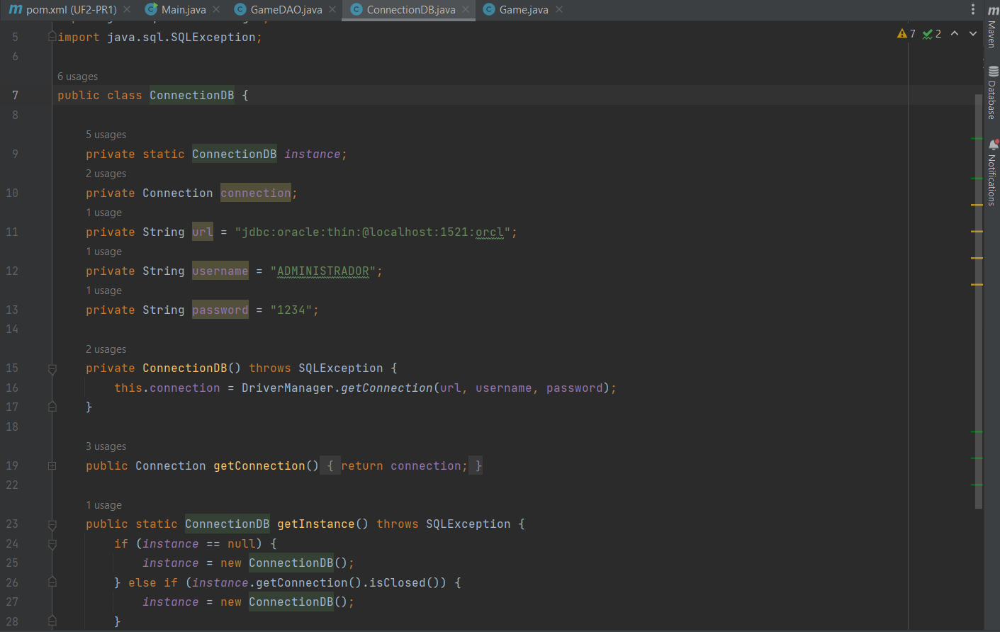 pom.xml (UF2-PR1) Main.java GameDAO.java ConnectionDB.java Game.java
5 import java.sql.SQLException;
7 2
6
6 usages
7 public class ConnectionDB {
8
5 usages
9 private static ConnectionDB instance;
2 usages
10 private Connection connection;
1 usage
11 private String url = "jdbc:oracle:thin:@localhost:1521:orcl";
1 usage
12 private String username = "ADMINISTRADOR";
1 usage
13 private String password = "1234";
14
2 usages
15 private ConnectionDB() throws SQLException {
16 this.connection = DriverManager.getConnection(url, username, password);
17 }
18
3 usages
19 public Connection getConnection() { return connection; }
22
1 usage
23 public static ConnectionDB getInstance() throws SQLException {
24 if (instance == null) {
25 instance = new ConnectionDB();
26 } else if (instance.getConnection().isClosed()) {
27 instance = new ConnectionDB();
28 }
Maven
Database
Notifications